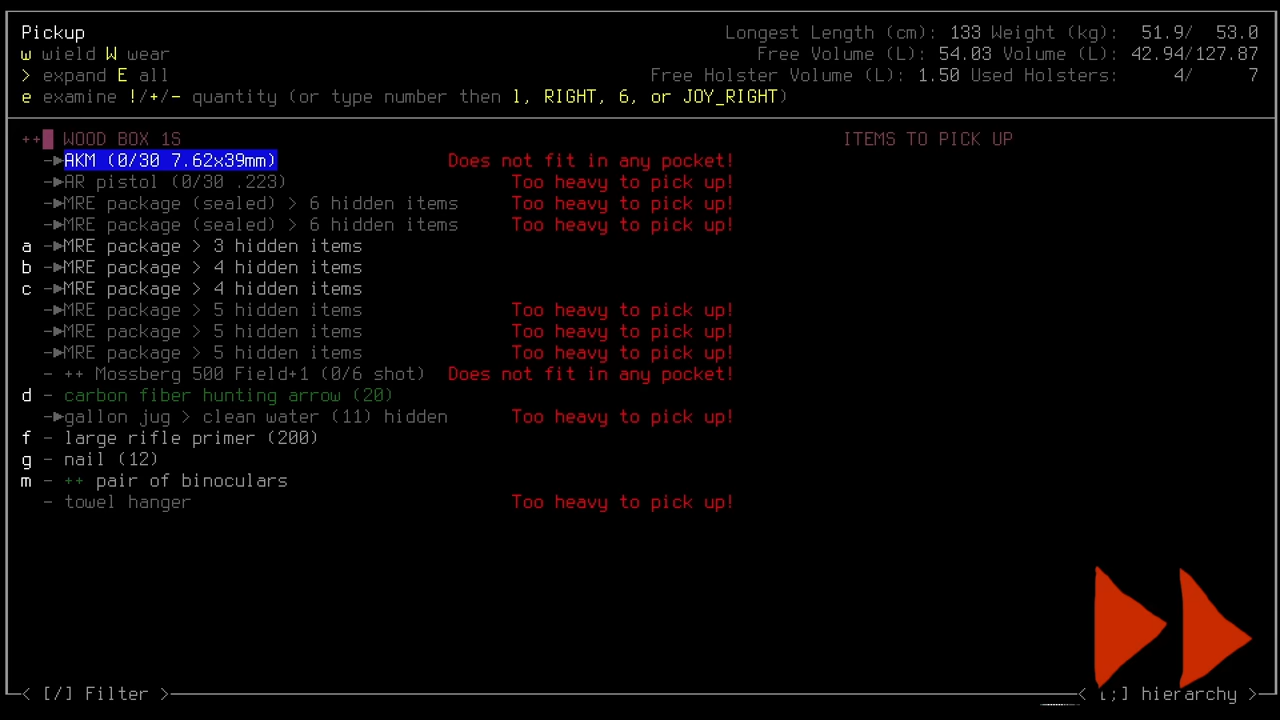 Pickup Longest Length (cm): 133 Weight (kg): 51.9/ 53.0
w wield W wear Free Volume (L): 54.03 Volume (L): 42.94/127.87
> expand E all Free Holster Volume (L): 1.50 Used Holsters: 4/ 7
e examine !/+/- quantity (or type number then l, RIGHT, 6, or JOY_RIGHT)
++ WOOD BOX 1S ITEMS TO PICK UP
-►AKM (0/30 7.62x39mm) Does not fit in any pocket!
-►AR pistol (0/30 .223) Too heavy to pick up!
-►MRE package (sealed) > 6 hidden items Too heavy to pick up!
-►MRE package (sealed) > 6 hidden items Too heavy to pick up!
a -►MRE package > 3 hidden items
b -►MRE package > 4 hidden items
c -►MRE package > 4 hidden items
-►MRE package > 5 hidden items Too heavy to pick up!
-►MRE package > 5 hidden items Too heavy to pick up!
-►MRE package > 5 hidden items Too heavy to pick up!
- ++ Mossberg 500 Field+1 (0/6 shot) Does not fit in any pocket!
d - carbon fiber hunting arrow (20)
-►gallon jug > clean water (11) hidden Too heavy to pick up!
f - large rifle primer (200)
g - nail (12)
m - ++ pair of binoculars
- towel hanger Too heavy to pick up!
< [/] Filter > < [;] hierarchy >